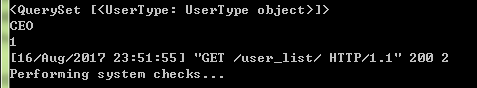 <QuerySet [<UserType: UserType object>]>
CEO
1
[16/Aug/2017 23:51:55] "GET /user_list/ HTTP/1.1" 200 2
Performing system checks...